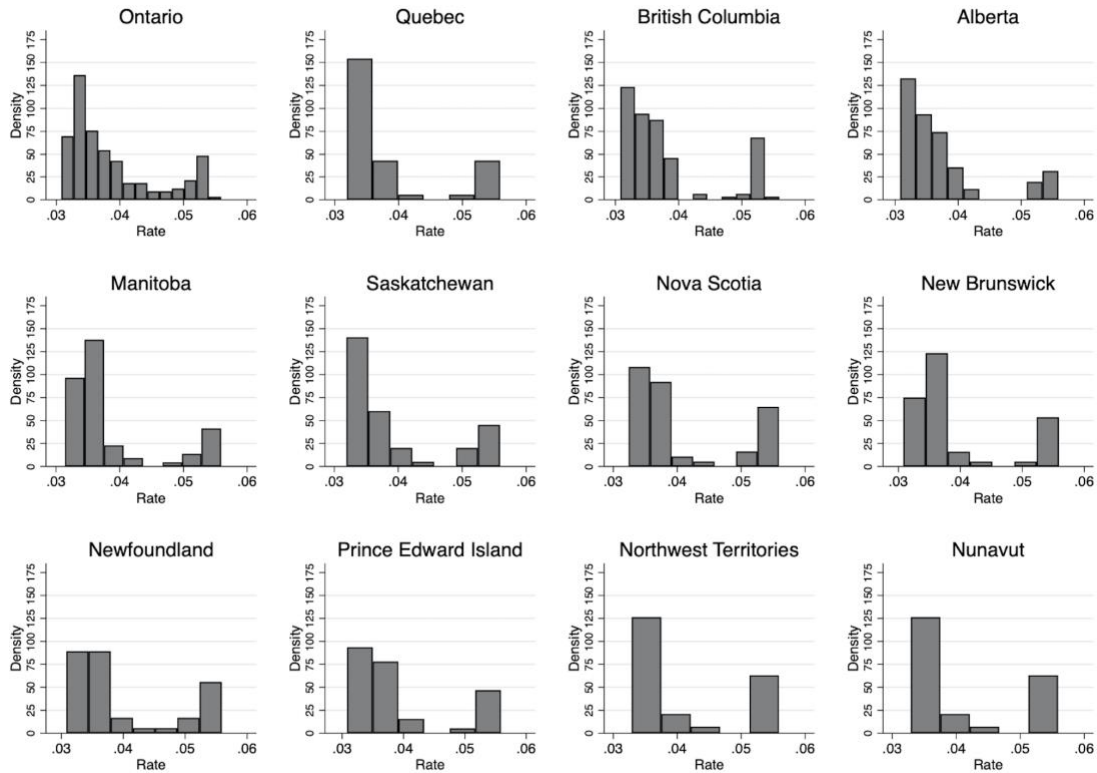 Ontario
Quebec
British Columbia
Alberta
Density
0 25 50 75 100 125 150 175
.03 .04 .05 .06
Rate
Density
0 25 50 75 100 125 150 175
.03 .04 .05 .06
Rate
Density
0 25 50 75 100 125 150 175
.03 .04 .05 .06
Rate
Density
0 25 50 75 100 125 150 175
.03 .04 .05 .06
Rate
Manitoba
Saskatchewan
Nova Scotia
New Brunswick
Density
0 25 50 75 100 125 150 175
.03 .04 .05 .06
Rate
Density
0 25 50 75 100 125 150 175
.03 .04 .05 .06
Rate
Density
0 25 50 75 100 125 150 175
.03 .04 .05 .06
Rate
Density
0 25 50 75 100 125 150 175
.03 .04 .05 .06
Rate
Newfoundland
Prince Edward Island
Northwest Territories
Nunavut
Density
0 25 50 75 100 125 150 175
.03 .04 .05 .06
Rate
Density
0 25 50 75 100 125 150 175
.03 .04 .05 .06
Rate
Density
0 25 50 75 100 125 150 175
.03 .04 .05 .06
Rate
Density
0 25 50 75 100 125 150 175
.03 .04 .05 .06
Rate